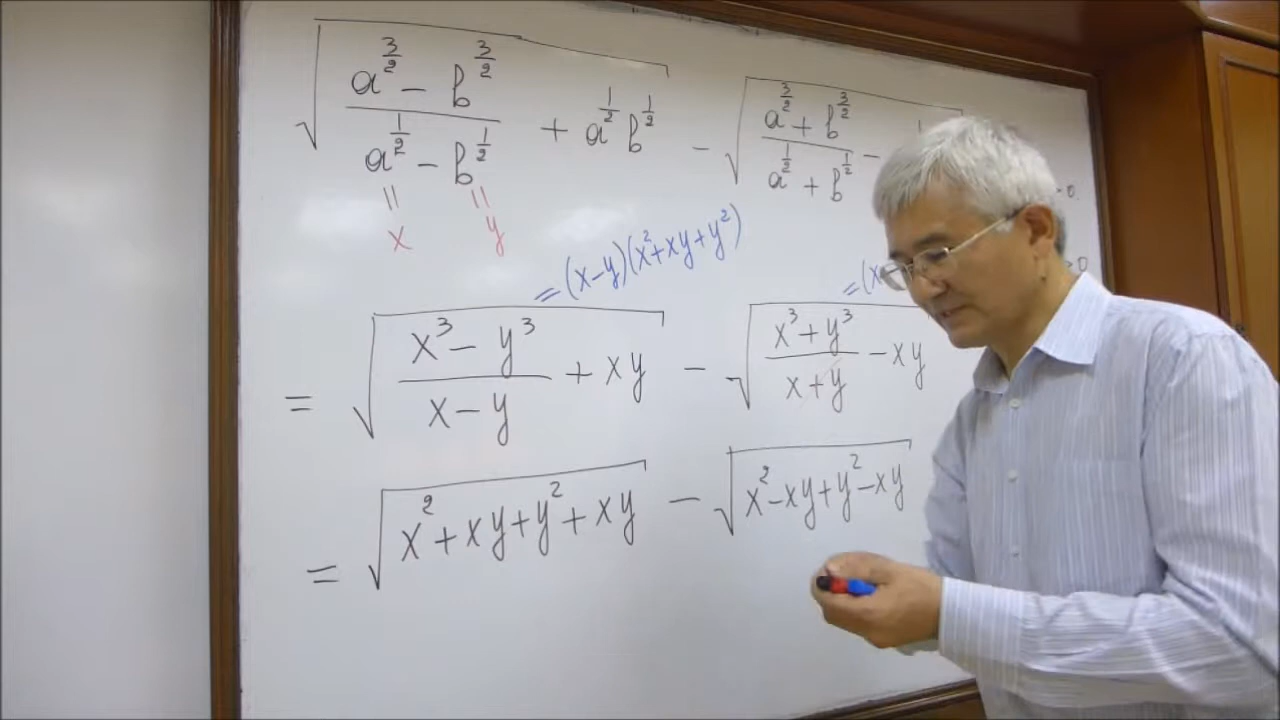 √((a^(3/2) − b^(3/2))/(a^(1/2) − b^(1/2)) + a^(1/2) b^(1/2)) − √((a^(3/2) + b^(3/2))/(a^(1/2) + b^(1/2)) −
|| ||
x y
= (x−y)(x²+xy+y²) = (x
= √((x³ − y³)/(x − y) + xy) − √((x³ + y³)/(x + y) − xy)
= √(x² + xy + y² + xy) − √(x² − xy + y² − xy)